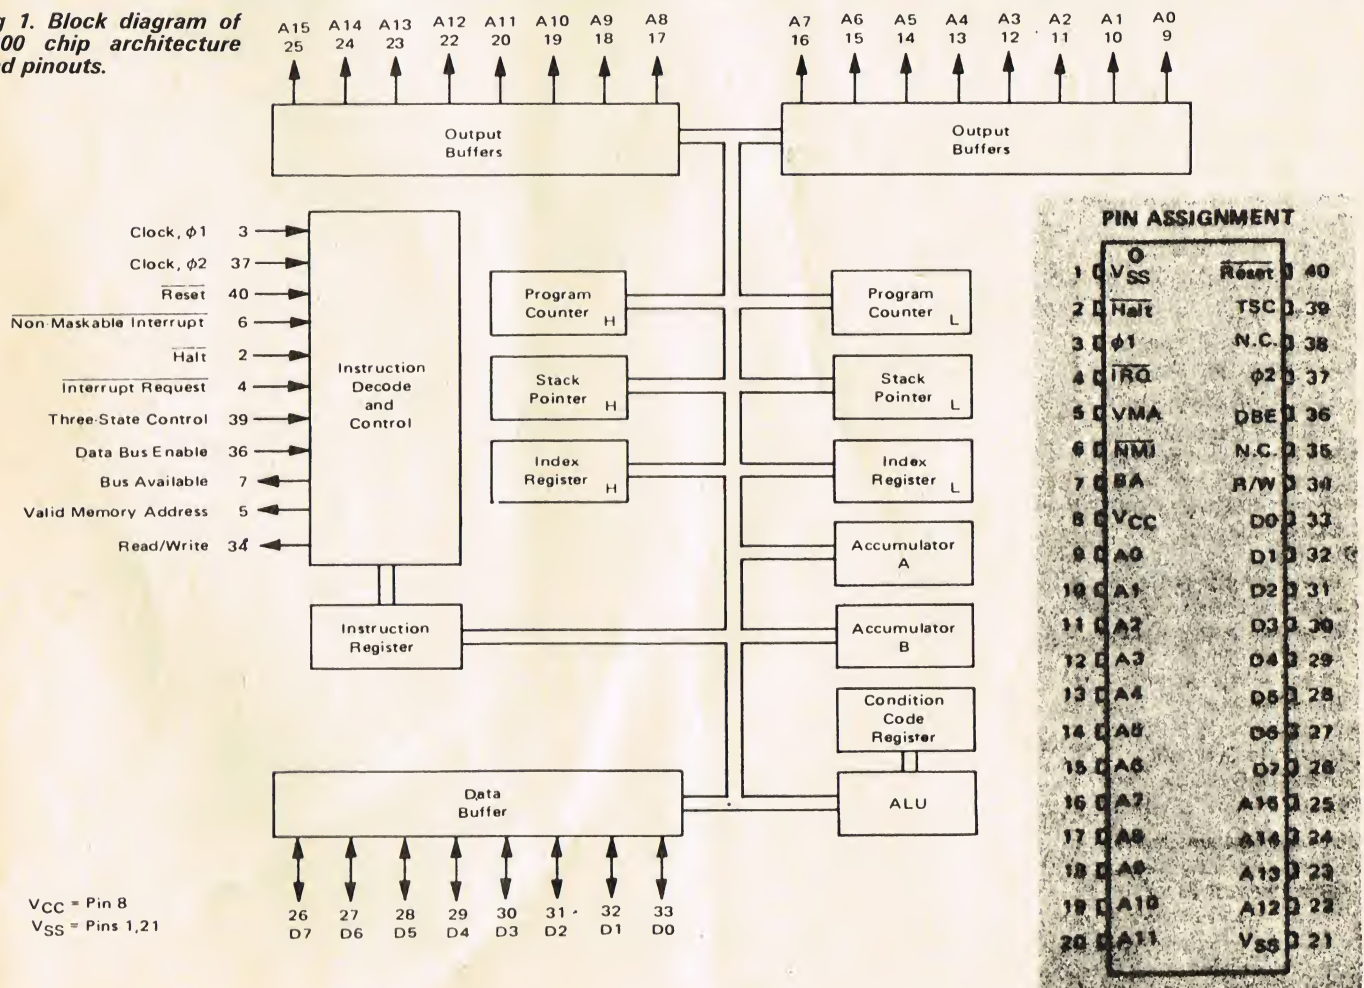 g 1. Block diagram of
00 chip architecture
d pinouts.
A15 A14 A13 A12 A11 A10 A9 A8
25 24 23 22 20 19 18 17
A7 A6 A5 A4 A3 A2 A1 A0
16 15 14 13 12 11 10 9
Output
Buffers
Output
Buffers
Clock, ϕ1 3
Clock, ϕ2 37
Reset 40
Non-Maskable Interrupt 6
Halt 2
Interrupt Request 4
Three-State Control 39
Data Bus Enable 36
Bus Available 7
Valid Memory Address 5
Read/Write 34
Instruction
Decode
and
Control
Instruction
Register
Program
Counter H
Stack
Pointer H
Index
Register H
Program
Counter L
Stack
Pointer L
Index
Register L
Accumulator
A
Accumulator
B
Condition
Code
Register
ALU
Data
Buffer
26 27 28 29 30 31 32 33
D7 D6 D5 D4 D3 D2 D1 D0
VCC = Pin 8
VSS = Pins 1,21
PIN ASSIGNMENT
1 VSS Reset 40
2 Halt TSC 39
3 ϕ1 N.C. 38
4 IRQ ϕ2 37
5 VMA DBE 36
6 NMI N.C. 35
7 BA R/W 34
8 VCC D0 33
9 A0 D1 32
10 A1 D2 31
11 A2 D3 30
12 A3 D4 29
13 A4 D5 28
14 A5 D6 27
15 A6 D7 26
16 A7 A15 25
17 A8 A14 24
18 A9 A13 23
19 A10 A12 22
20 A11 VSS 21